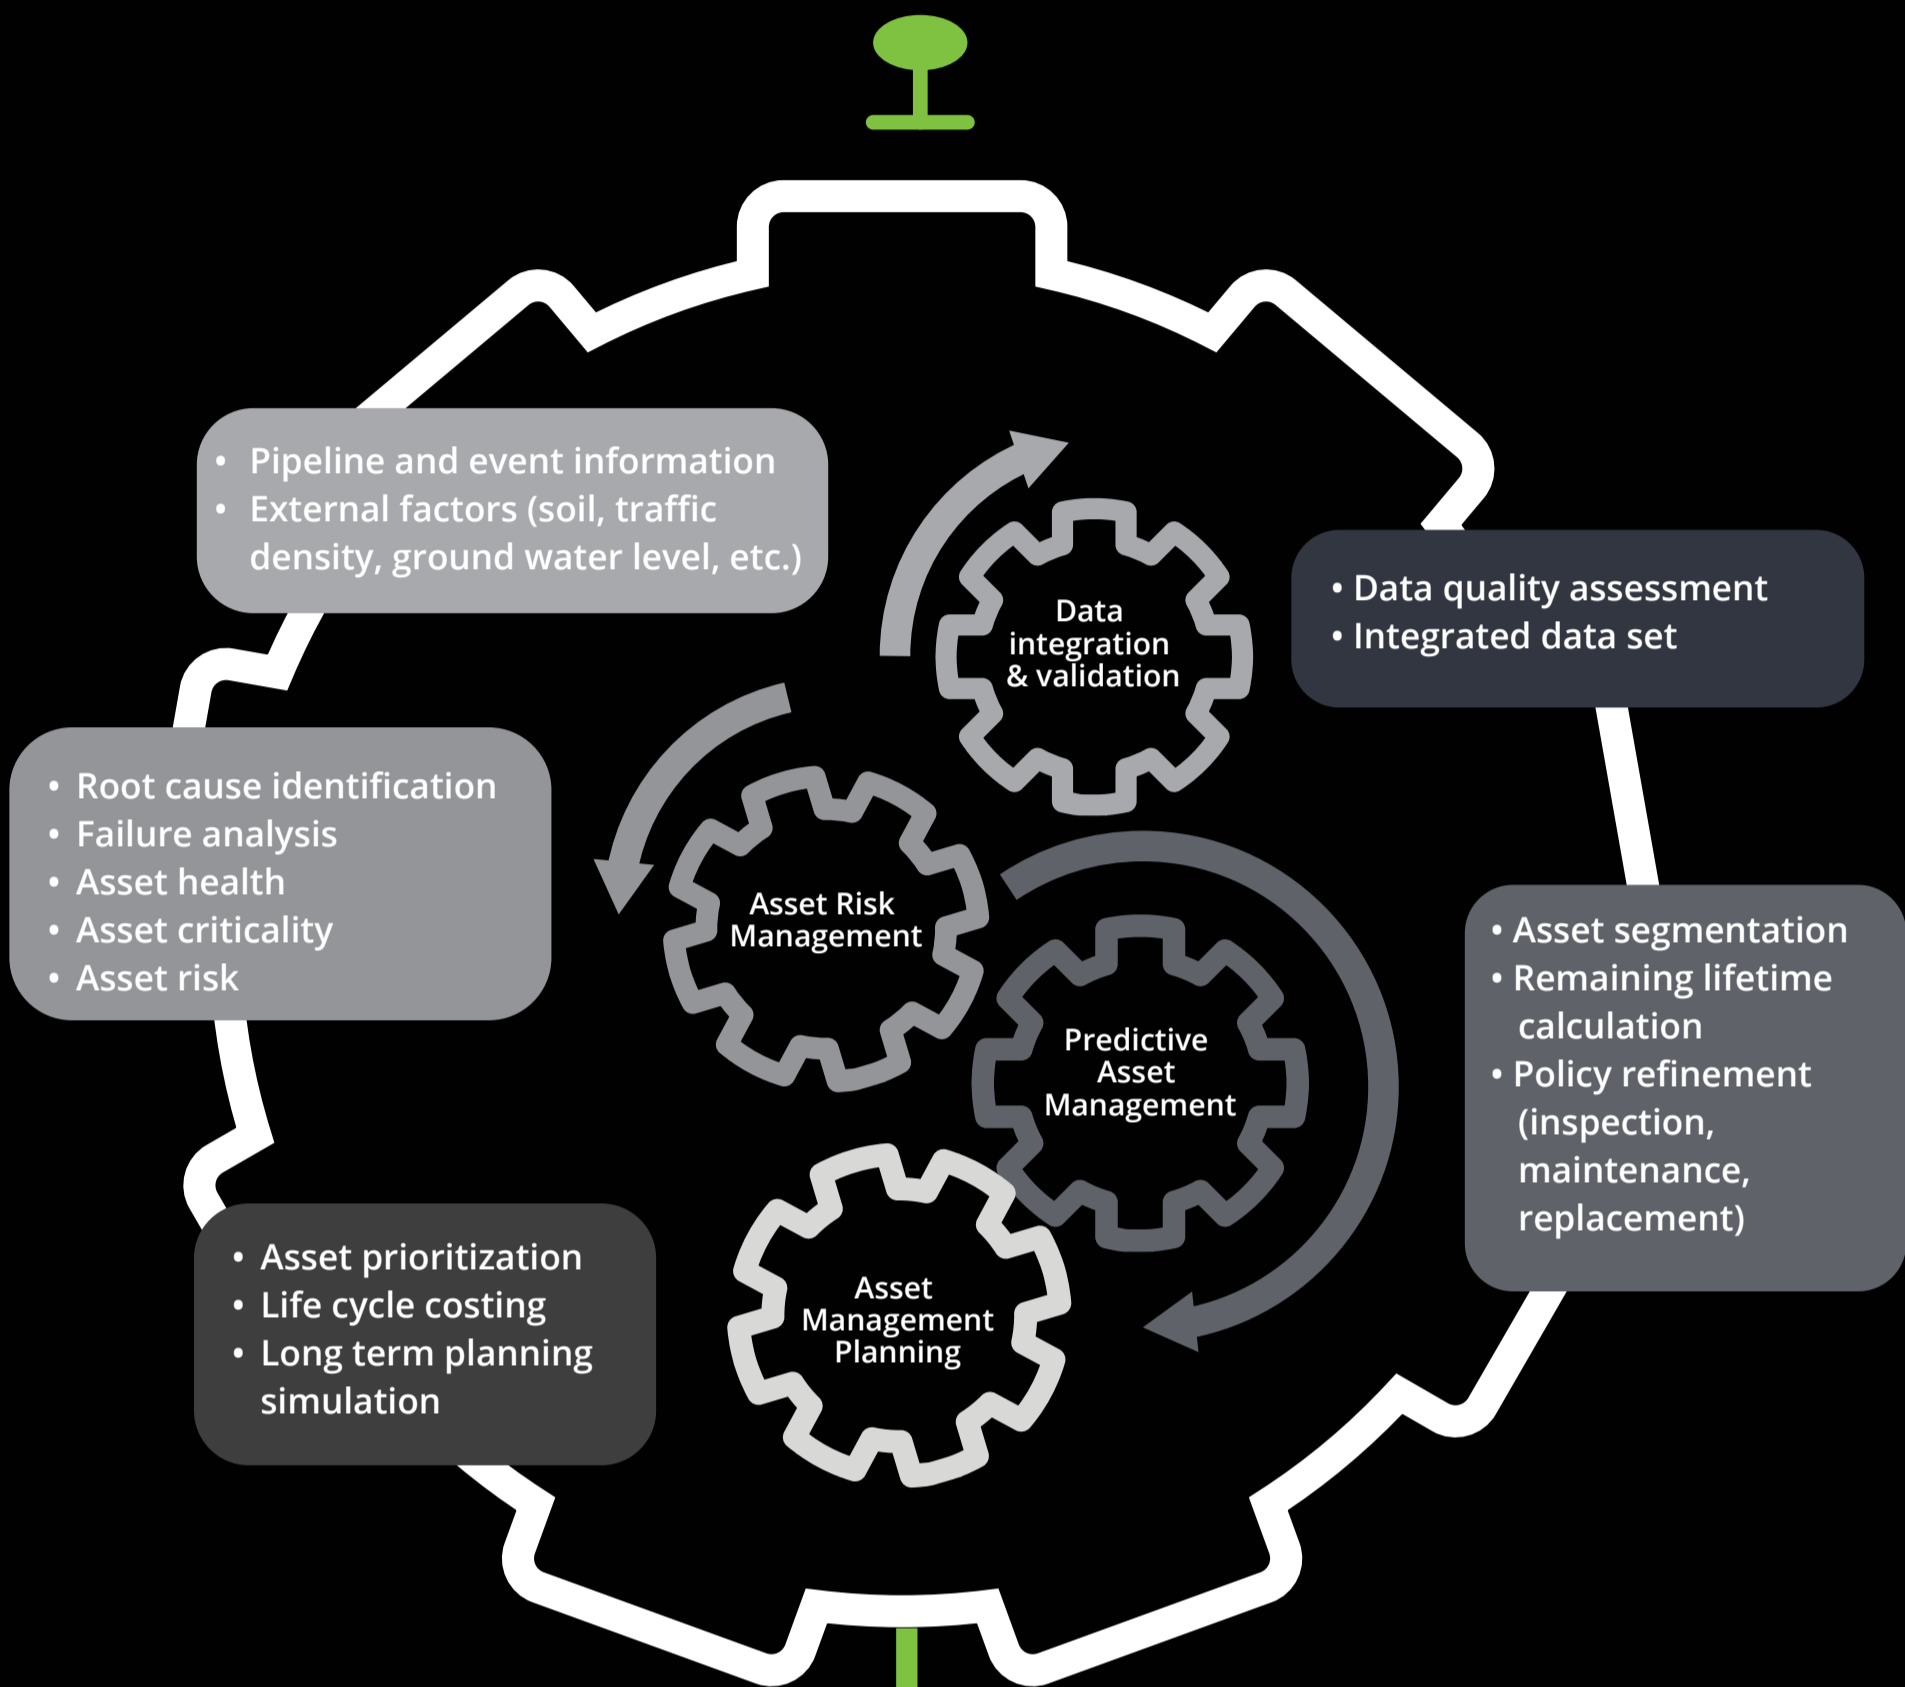 • Pipeline and event information
• External factors (soil, traffic
density, ground water level, etc.)
Data
integration
& validation
• Data quality assessment
• Integrated data set
• Root cause identification
• Failure analysis
• Asset health
• Asset criticality
• Asset risk
Asset Risk
Management
Predictive
Asset
Management
• Asset segmentation
• Remaining lifetime
calculation
• Policy refinement
(inspection,
maintenance,
replacement)
• Asset prioritization
• Life cycle costing
• Long term planning
simulation
Asset
Management
Planning